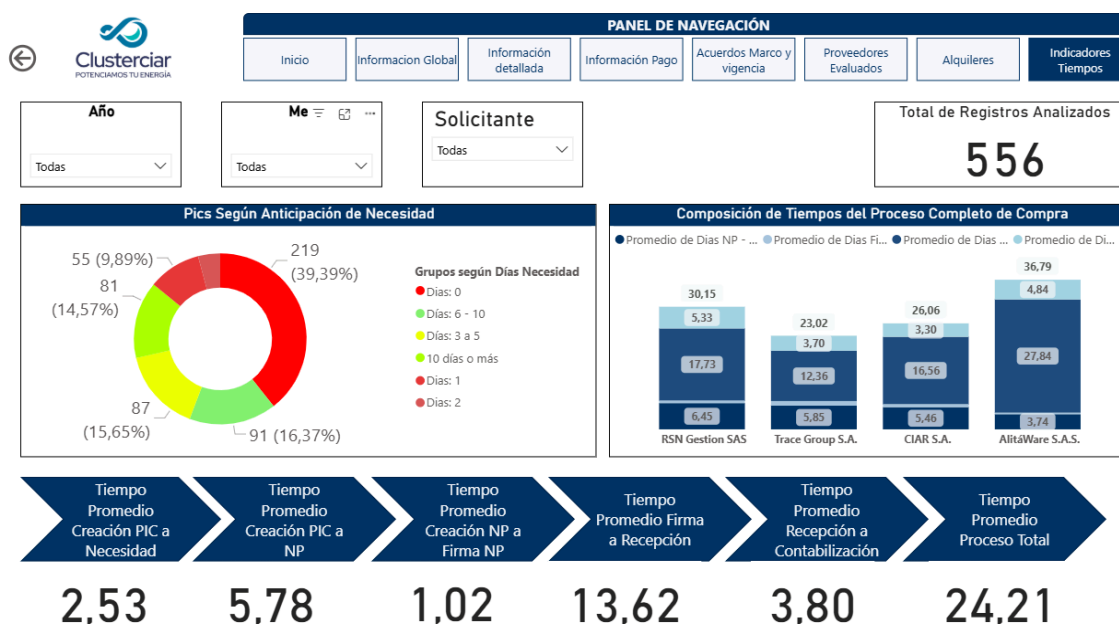 PANEL DE NAVEGACIÓN
Clusterciar
POTENCIAMOS TU ENERGÍA
Inicio
Informacion Global
Información
detallada
Información Pago
Acuerdos Marco y
vigencia
Proveedores
Evaluados
Alquileres
Indicadores
Tiempos
Año
Todas
Me
Todas
Solicitante
Todas
Total de Registros Analizados
556
Pics Según Anticipación de Necesidad
219
(39,39%)
55 (9,89%)
81
(14,57%)
87
(15,65%)
91 (16,37%)
Grupos según Días Necesidad
Dias: 0
Días: 6 - 10
Días: 3 a 5
10 días o más
Dias: 1
Dias: 2
Composición de Tiempos del Proceso Completo de Compra
Promedio de Dias NP - ...
Promedio de Dias Fi...
Promedio de Dias ...
Promedio de Di...
30,15
5,33
17,73
6,45
RSN Gestion SAS
23,02
3,70
12,36
5,85
Trace Group S.A.
26,06
3,30
16,56
5,46
CIAR S.A.
36,79
4,84
27,84
3,74
AlitáWare S.A.S.
Tiempo
Promedio
Creación PIC a
Necesidad
Tiempo
Promedio
Creación PIC a
NP
Tiempo
Promedio
Creación NP a
Firma NP
Tiempo
Promedio Firma
a Recepción
Tiempo
Promedio
Recepción a
Contabilización
Tiempo
Promedio
Proceso Total
2,53
5,78
1,02
13,62
3,80
24,21